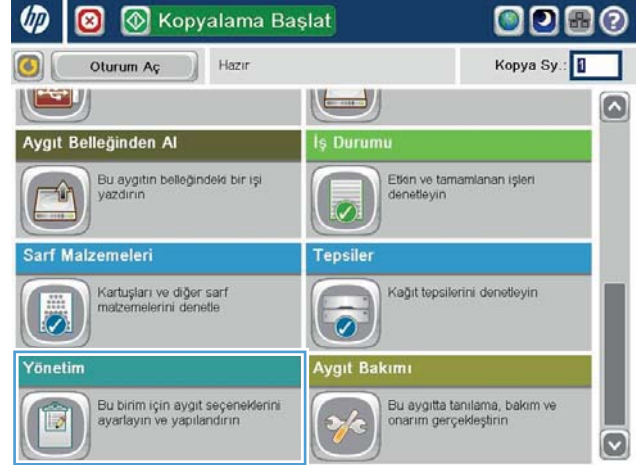 hp
Kopyalama Başlat
Oturum Aç
Hazır
Kopya Sy.: 1
Aygıt Belleğinden Al
Bu aygıtın belleğindeki bir işi
yazdırın
İş Durumu
Etkin ve tamamlanan işleri
denetleyin
Sarf Malzemeleri
Kartuşları ve diğer sarf
malzemelerini denetle
Tepsiler
Kağıt tepsilerini denetleyin
Yönetim
Bu birim için aygıt seçeneklerini
ayarlayın ve yapılandırın
Aygıt Bakımı
Bu aygıtta tanılama, bakım ve
onarım gerçekleştirin